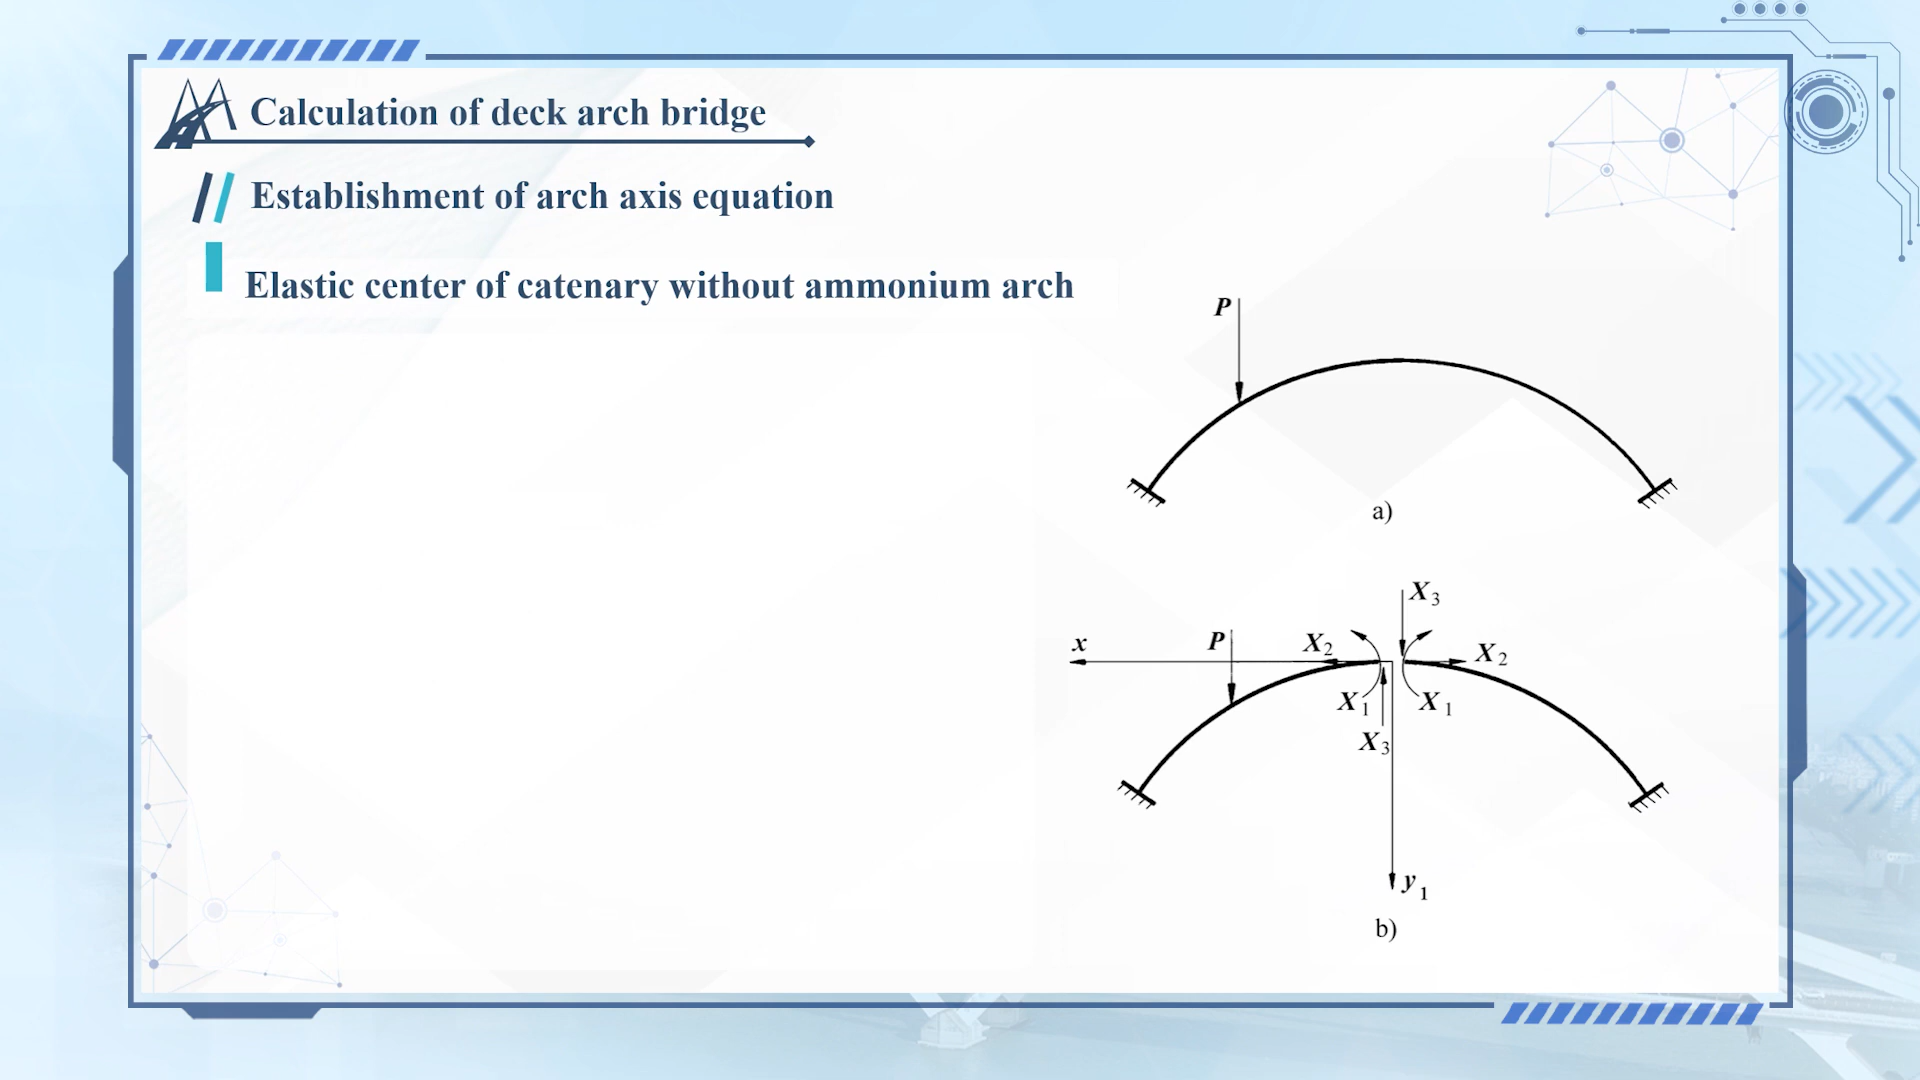 Calculation of deck arch bridge
Establishment of arch axis equation
Elastic center of catenary without ammonium arch
P
a)
X3
x
P
X2
X2
X1
X1
X3
y1
b)